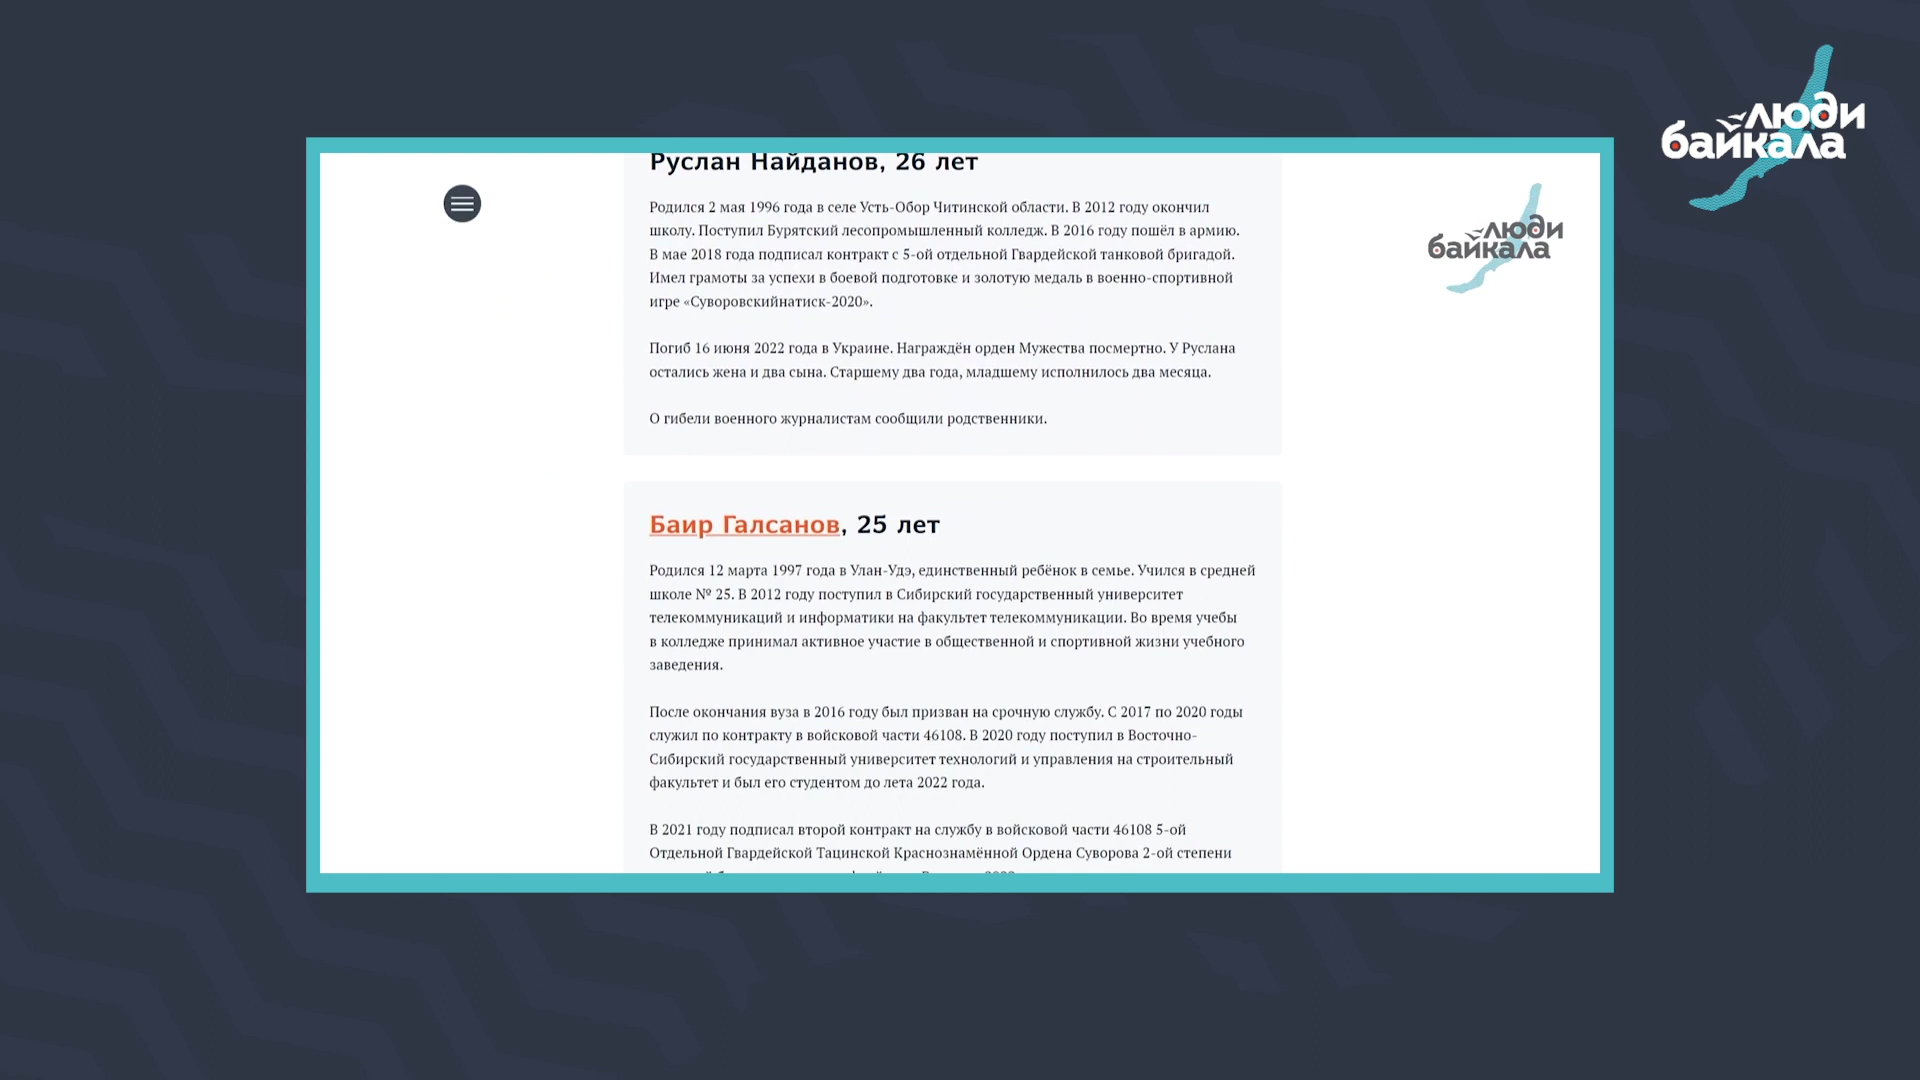 люди
байкала
Руслан Найданов, 26 лет
люди
байкала
Родился 2 мая 1996 года в селе Усть-Обор Читинской области. В 2012 году окончил
школу. Поступил Бурятский лесопромышленный колледж. В 2016 году пошёл в армию.
В мае 2018 года подписал контракт с 5-ой отдельной Гвардейской танковой бригадой.
Имел грамоты за успехи в боевой подготовке и золотую медаль в военно-спортивной
игре «Суворовскийнатиск-2020».
Погиб 16 июня 2022 года в Украине. Награждён орден Мужества посмертно. У Руслана
остались жена и два сына. Старшему два года, младшему исполнилось два месяца.
О гибели военного журналистам сообщили родственники.
Баир Галсанов, 25 лет
Родился 12 марта 1997 года в Улан-Удэ, единственный ребёнок в семье. Учился в средней
школе № 25. В 2012 году поступил в Сибирский государственный университет
телекоммуникаций и информатики на факультет телекоммуникации. Во время учебы
в колледже принимал активное участие в общественной и спортивной жизни учебного
заведения.
После окончания вуза в 2016 году был призван на срочную службу. С 2017 по 2020 годы
служил по контракту в войсковой части 46108. В 2020 году поступил в Восточно-
Сибирский государственный университет технологий и управления на строительный
факультет и был его студентом до лета 2022 года.
В 2021 году подписал второй контракт на службу в войсковой части 46108 5-ой
Отдельной Гвардейской Тацинской Краснознамённой Ордена Суворова 2-ой степени